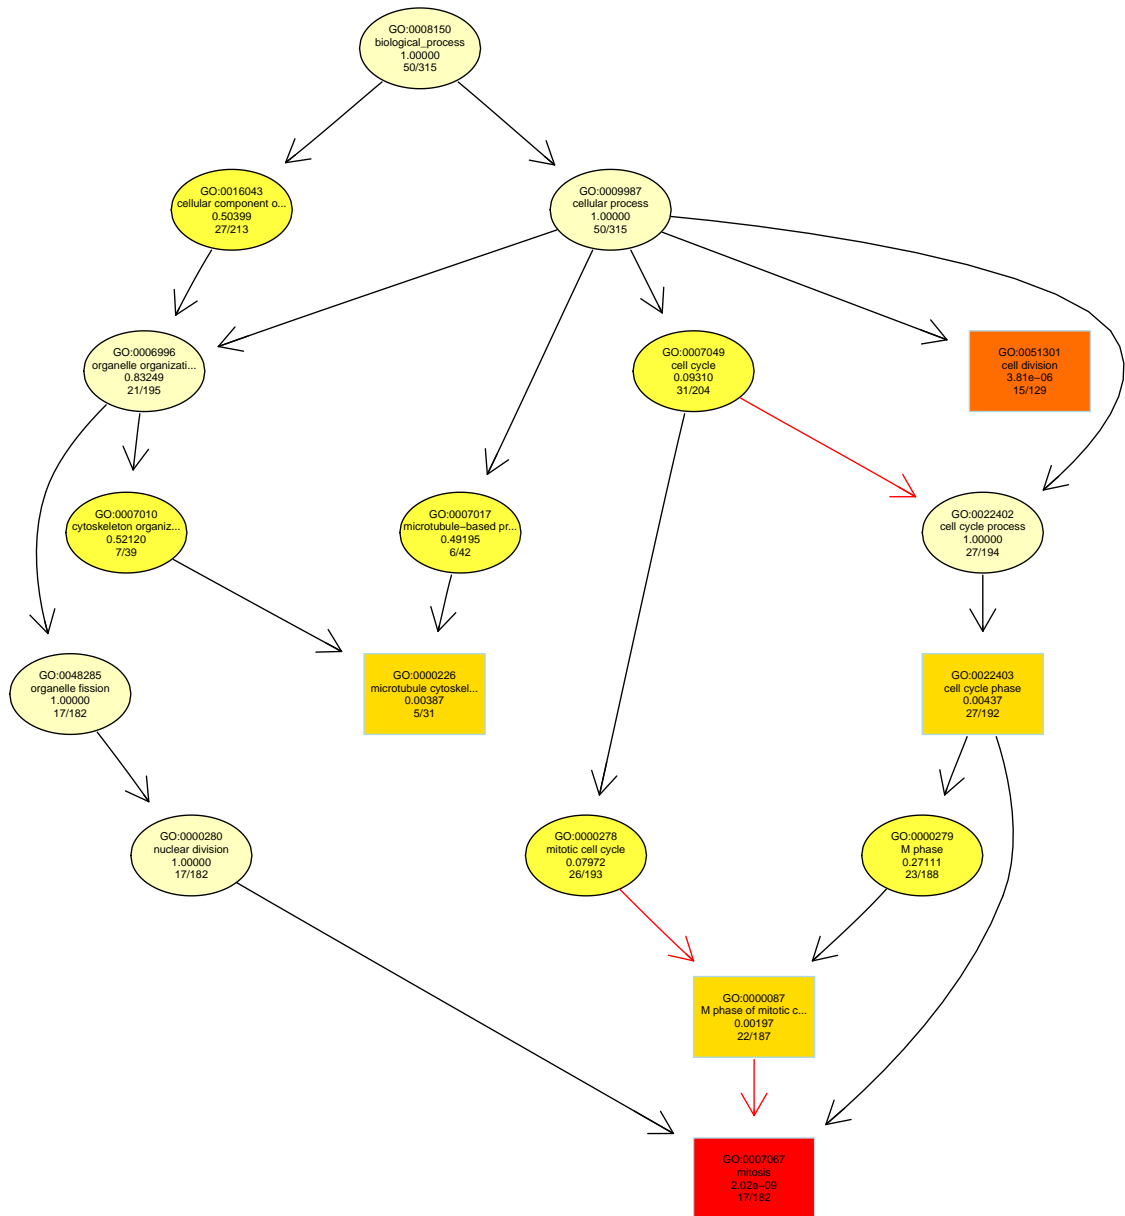 GO:0008150
biological_process
1.00000
50/315
GO:0016043
cellular component o...
0.50399
27/213
GO:0009987
cellular process
1.00000
50/315
GO:0006996
organelle organizati...
0.83249
21/195
GO:0007049
cell cycle
0.09310
31/204
GO:0051301
cell division
3.81e−06
15/129
GO:0007010
cytoskeleton organiz...
0.52120
7/39
GO:0007017
microtubule−based pr...
0.49195
6/42
GO:0022402
cell cycle process
1.00000
27/194
GO:0048285
organelle fission
1.00000
17/182
GO:0000226
microtubule cytoskel...
0.00387
5/31
GO:0022403
cell cycle phase
0.00437
27/192
GO:0000280
nuclear division
1.00000
17/182
GO:0000278
mitotic cell cycle
0.07972
26/193
GO:0000279
M phase
0.27111
23/188
GO:0000087
M phase of mitotic c...
0.00197
22/187
GO:0007067
mitosis
2.02e−09
17/182